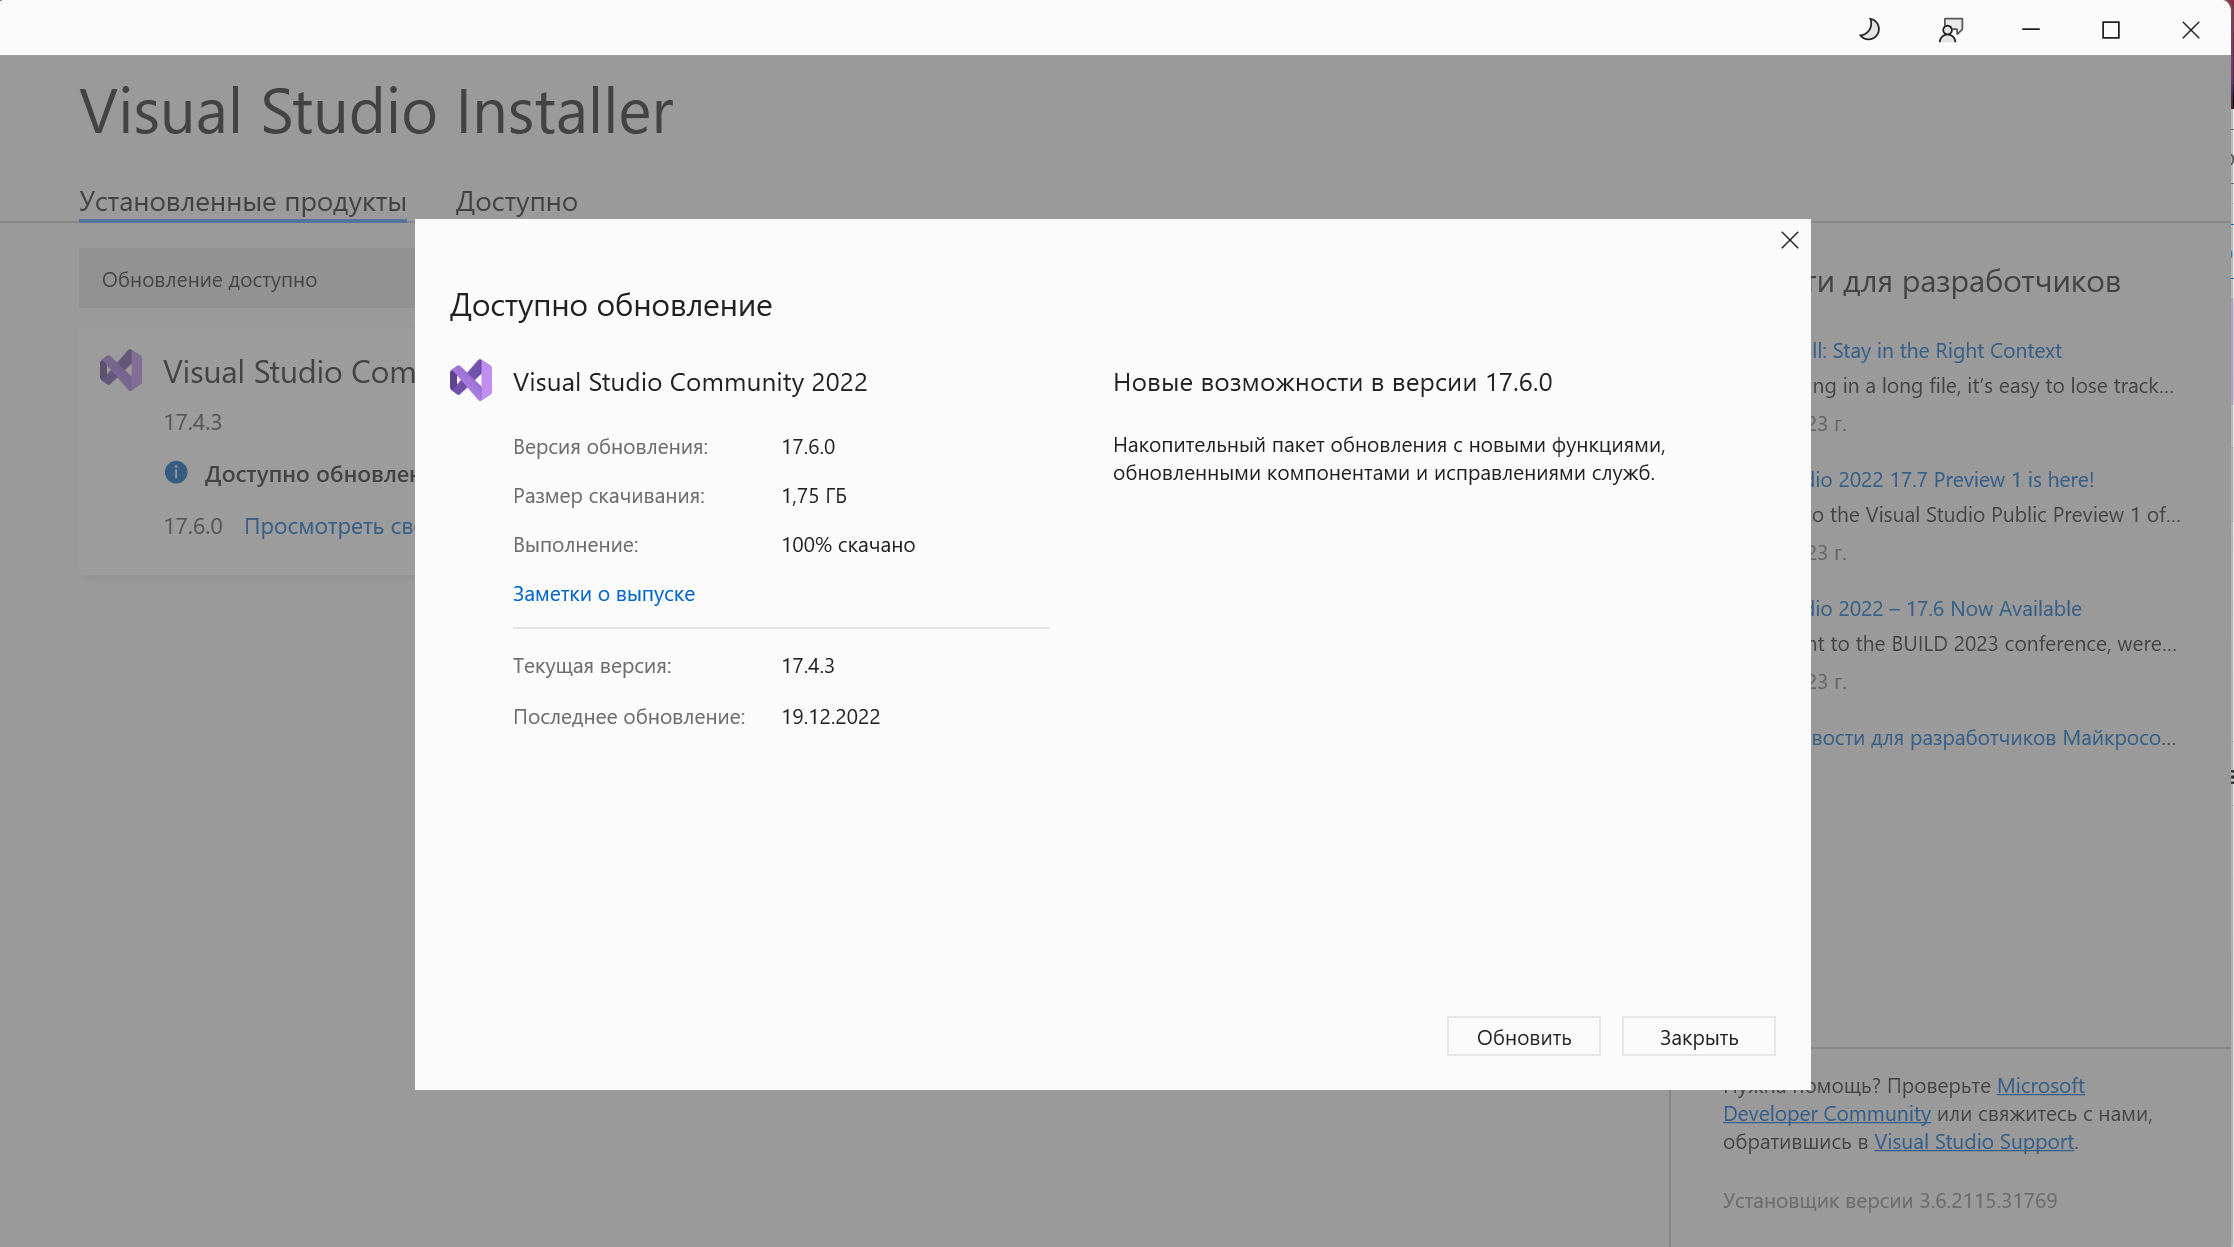 Visual Studio Installer
Установленные продукты
Доступно
Обновление доступно
Visual Studio Com
17.4.3
Доступно обновлен
17.6.0 Просмотреть
Доступно обновление
Visual Studio Community 2022
Версия обновления: 17.6.0
Размер скачивания: 1,75 ГБ
Выполнение: 100% скачано
Заметки о выпуске
Текущая версия: 17.4.3
Последнее обновление: 19.12.2022
Новые возможности в версии 17.6.0
Накопительный пакет обновления с новыми функциями,
обновленными компонентами и исправлениями служб.
Обновить
Закрыть
ти для разработчиков
ll: Stay in the Right Context
ng in a long file, it’s easy to lose track...
23 г.
dio 2022 17.7 Preview 1 is here!
o the Visual Studio Public Preview 1 of...
23 г.
dio 2022 – 17.6 Now Available
nt to the BUILD 2023 conference, were...
23 г.
вости для разработчиков Майкросо...
Нужна помощь? Проверьте Microsoft
Developer Community или свяжитесь с нами,
обратившись в Visual Studio Support.
Установщик версии 3.6.2115.31769